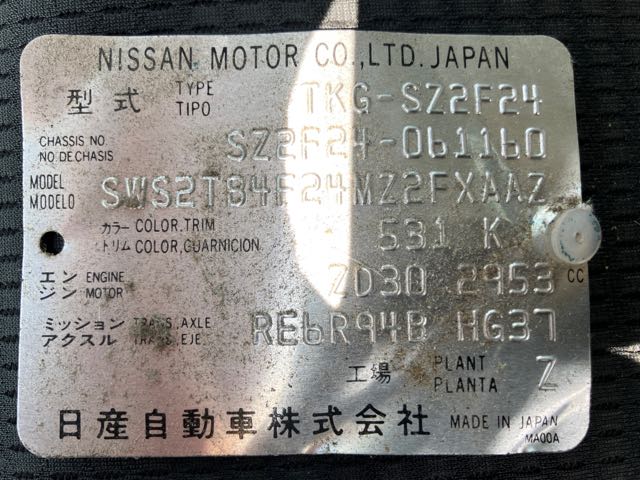 NISSAN MOTOR CO.,LTD.JAPAN
型式 TYPE TIPO TKG-SZ2F24
CHASSIS NO. NO.DE.CHASIS SZ2F24-061160
MODEL MODELO SWS2TB4F24MZ2FXAAZ
カラー COLOR,TRIM 531 K
トリム COLOR,GUARNICION
エンジン ENGINE MOTOR ZD30 2953 CC
ミッション TRANS.,AXLE RE6R94B HG37
アクスル TRANS.,EJE
工場 PLANT PLANTA Z
日産自動車株式会社 MADE IN JAPAN
MA00A